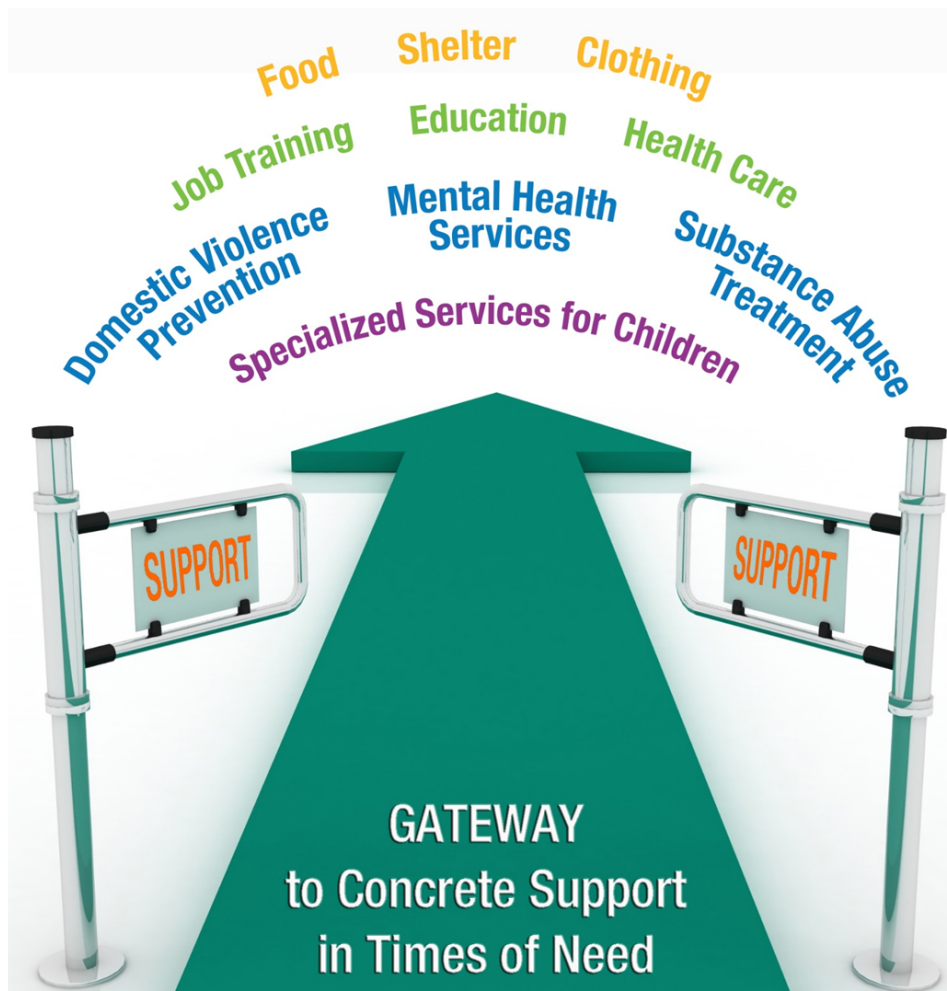 Food Shelter Clothing
Job Training Education Health Care
Domestic Violence
Prevention
Mental Health
Services
Substance Abuse
Treatment
Specialized Services for Children
SUPPORT
SUPPORT
GATEWAY
to Concrete Support
in Times of Need